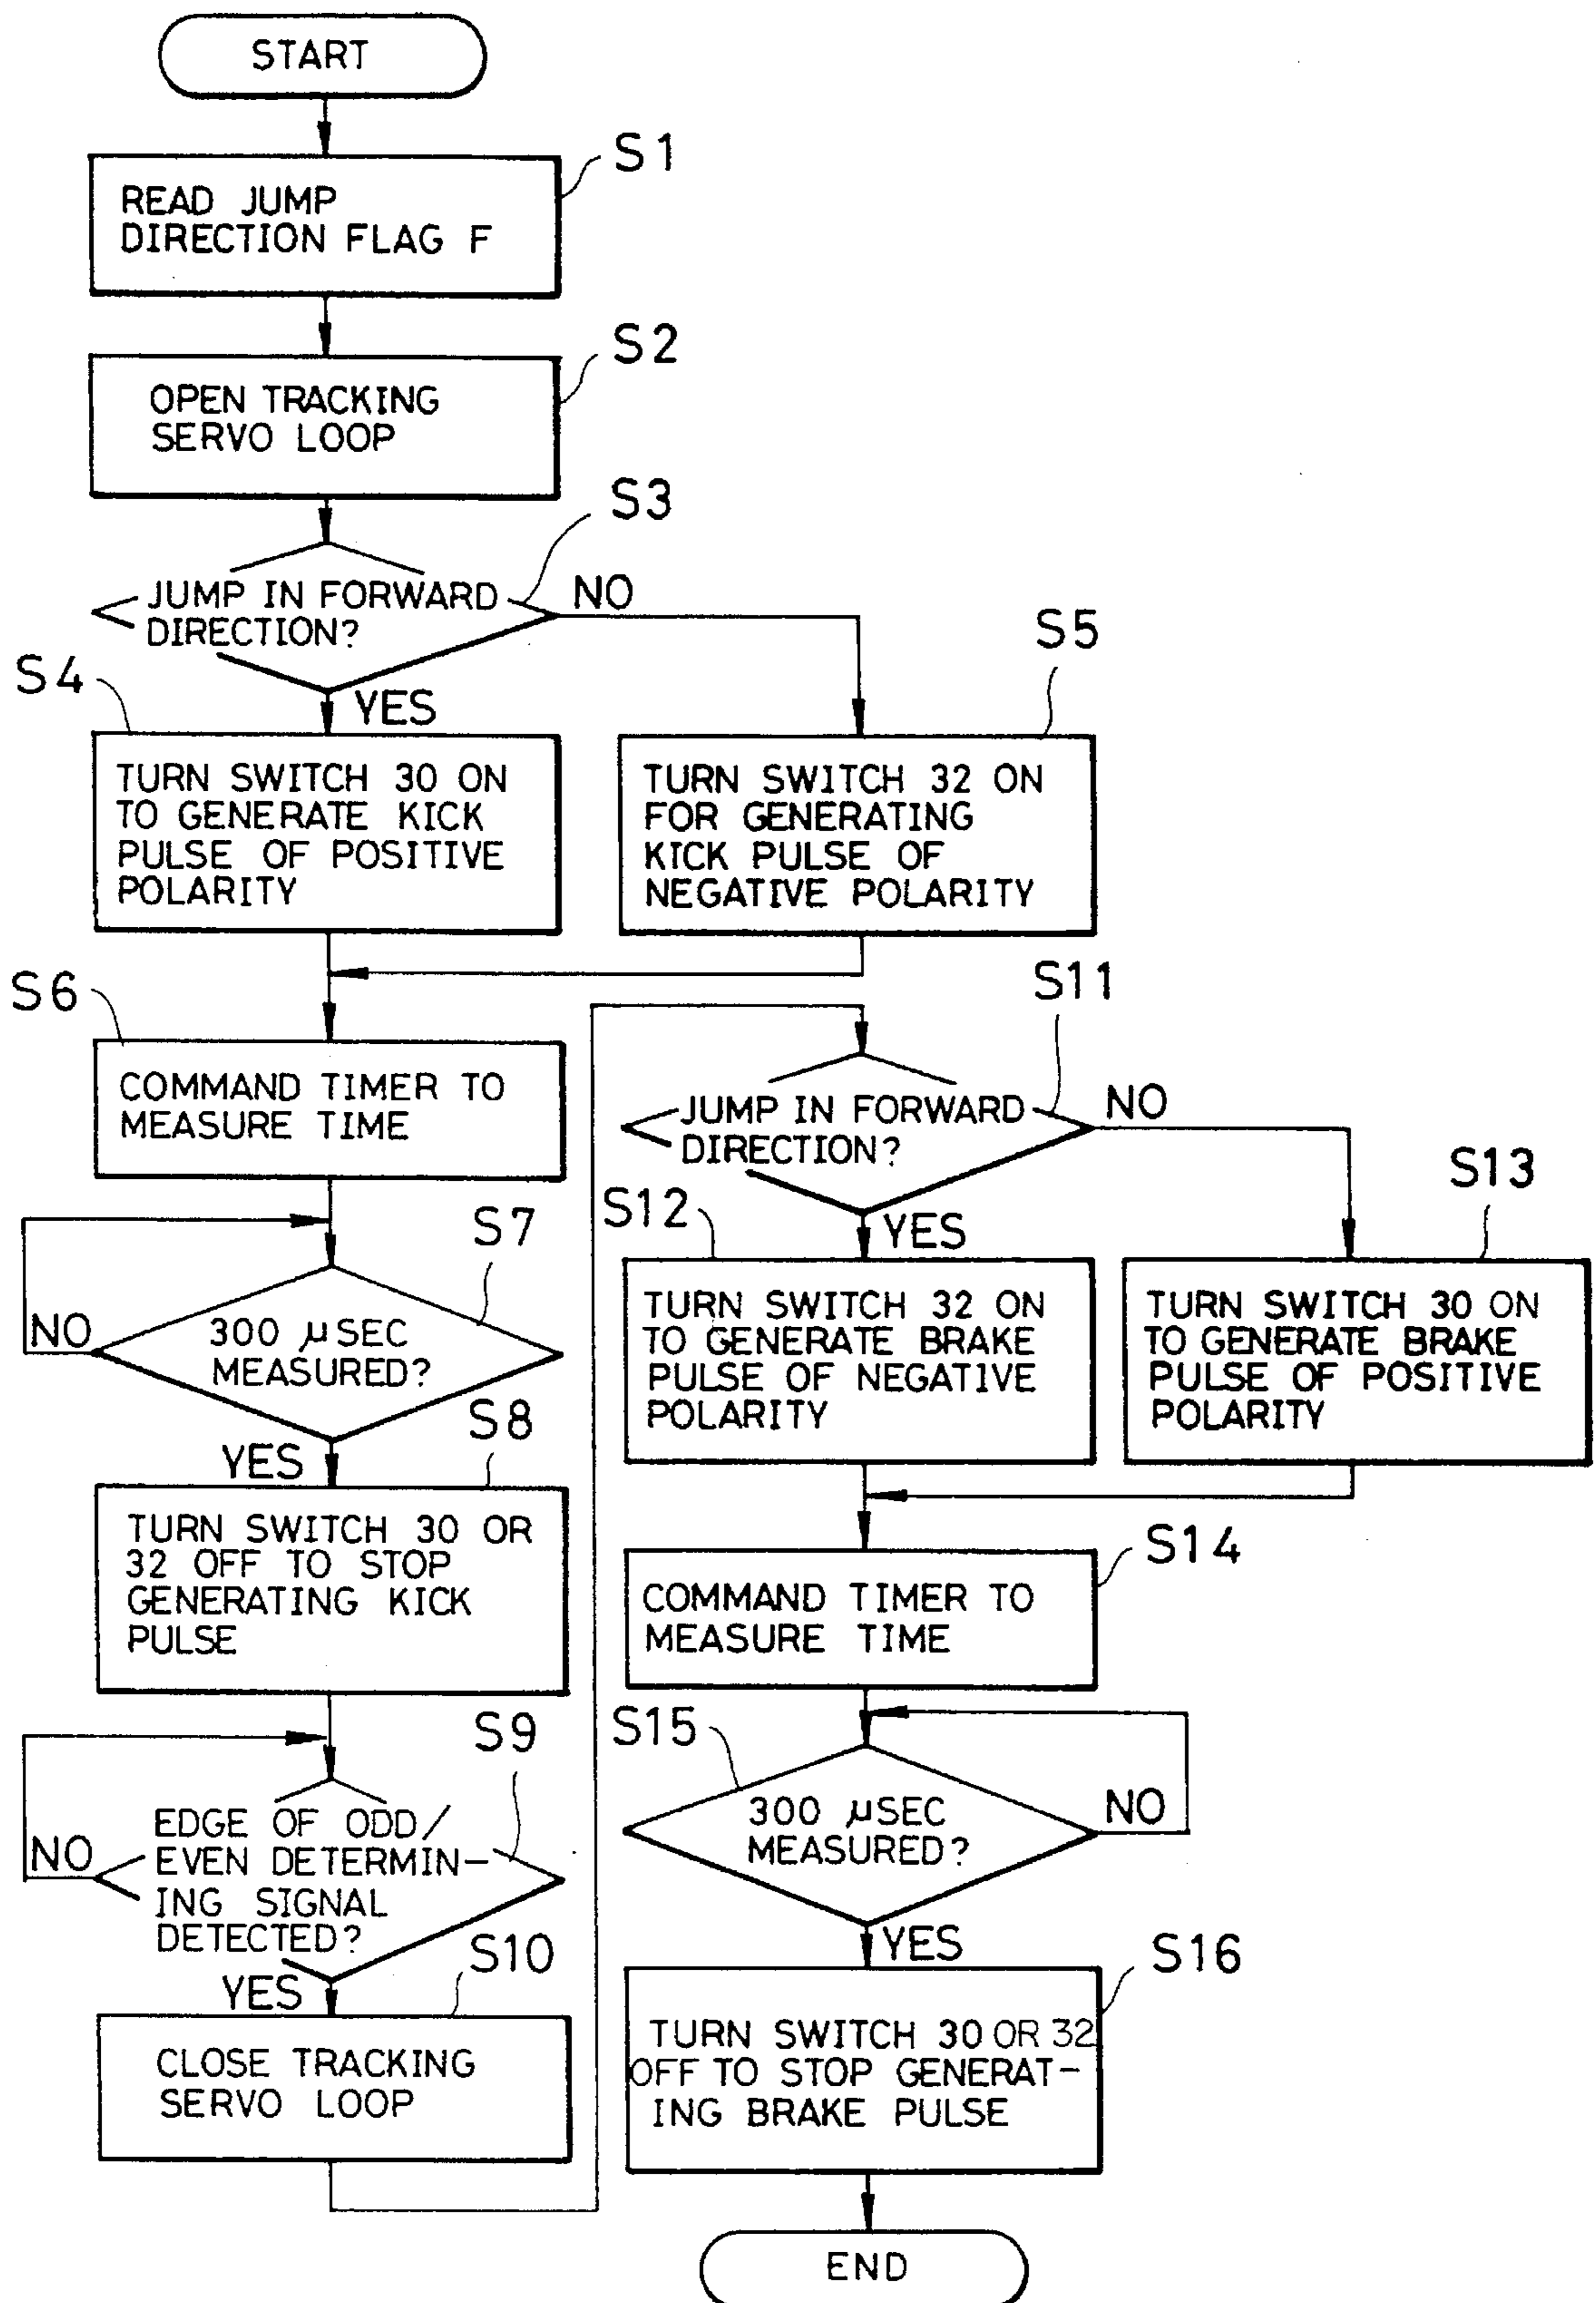 START
S1
READ JUMP
DIRECTION FLAG F
S2
OPEN TRACKING
SERVO LOOP
S3
JUMP IN FORWARD
DIRECTION?
NO
YES
S4
TURN SWITCH 30 ON
TO GENERATE KICK
PULSE OF POSITIVE
POLARITY
S5
TURN SWITCH 32 ON
FOR GENERATING
KICK PULSE OF
NEGATIVE POLARITY
S6
COMMAND TIMER TO
MEASURE TIME
S7
300 μSEC
MEASURED?
NO
YES
S8
TURN SWITCH 30 OR
32 OFF TO STOP
GENERATING KICK
PULSE
S9
EDGE OF ODD/
EVEN DETERMIN-
ING SIGNAL
DETECTED?
NO
YES
S10
CLOSE TRACKING
SERVO LOOP
S11
JUMP IN FORWARD
DIRECTION?
NO
YES
S12
TURN SWITCH 32 ON
TO GENERATE BRAKE
PULSE OF NEGATIVE
POLARITY
S13
TURN SWITCH 30 ON
TO GENERATE BRAKE
PULSE OF POSITIVE
POLARITY
S14
COMMAND TIMER TO
MEASURE TIME
S15
300 μSEC
MEASURED?
NO
YES
S16
TURN SWITCH 30 OR 32
OFF TO STOP GENERAT-
ING BRAKE PULSE
END